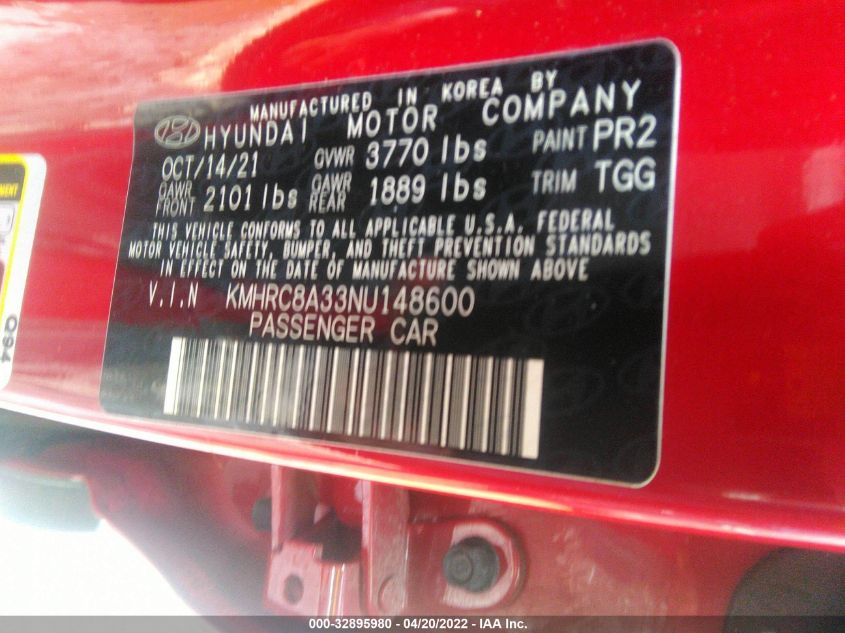 MANUFACTURED IN KOREA BY
HYUNDAI MOTOR COMPANY
OCT/14/21 GVWR 3770 lbs PAINT PR2
GAWR FRONT 2101 lbs GAWR REAR 1889 lbs TRIM TGG
THIS VEHICLE CONFORMS TO ALL APPLICABLE U.S.A. FEDERAL
MOTOR VEHICLE SAFETY, BUMPER, AND THEFT PREVENTION STANDARDS
IN EFFECT ON THE DATE OF MANUFACTURE SHOWN ABOVE
V.I.N KMHRC8A33NU148600
PASSENGER CAR
000-32895980 - 04/20/2022 - IAA Inc.